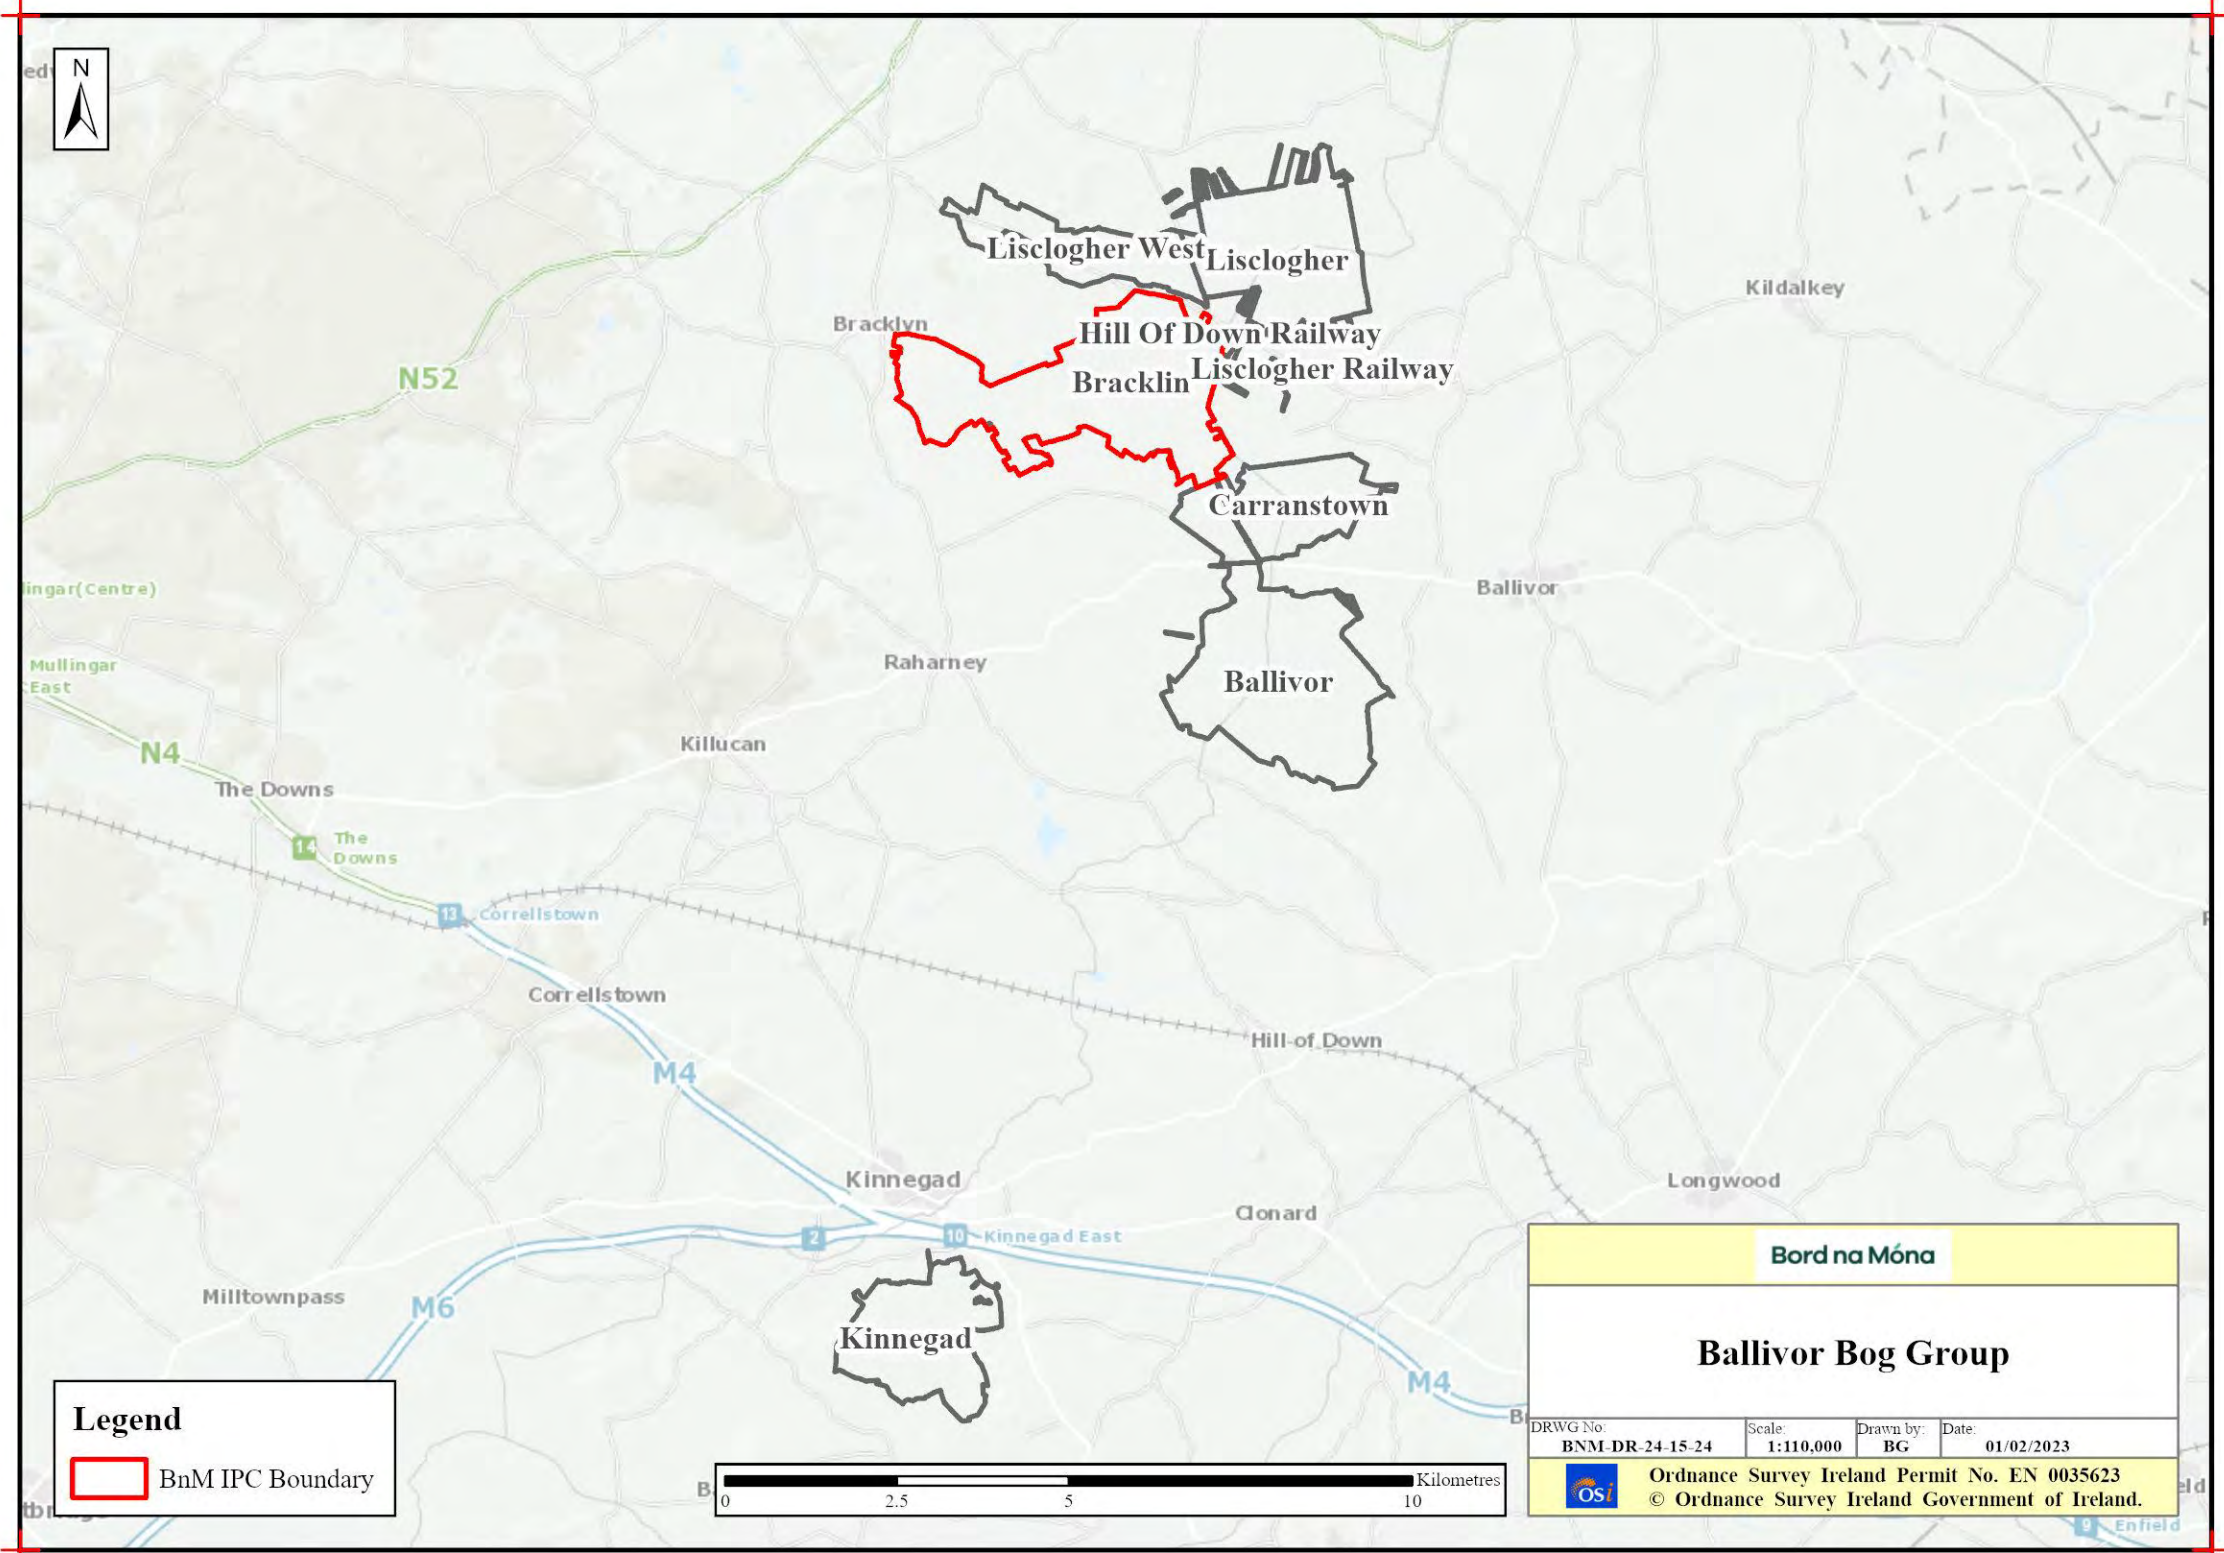 N
Lisclogher West
Lisclogher
Kildalkey
Bracklyn
Hill Of Down Railway
Lisclogher Railway
Bracklin
N52
Carranstown
lingar(Centre)
Ballivor
Mullingar
East
Raharney
Ballivor
Killucan
N4
The Downs
14
The
Downs
13
Correllstown
Correllstown
Hill of Down
M4
Kinnegad
Longwood
Clonard
2
10
Kinnegad East
Milltownpass
M6
Kinnegad
M4
Bord na Móna
Ballivor Bog Group
DRWG No:
BNM-DR-24-15-24
Scale:
1:110,000
Drawn by:
BG
Date:
01/02/2023
Ordnance Survey Ireland Permit No. EN 0035623
© Ordnance Survey Ireland Government of Ireland.
OSi
Legend
BnM IPC Boundary
Kilometres
0 2.5 5 10
9
Enfield